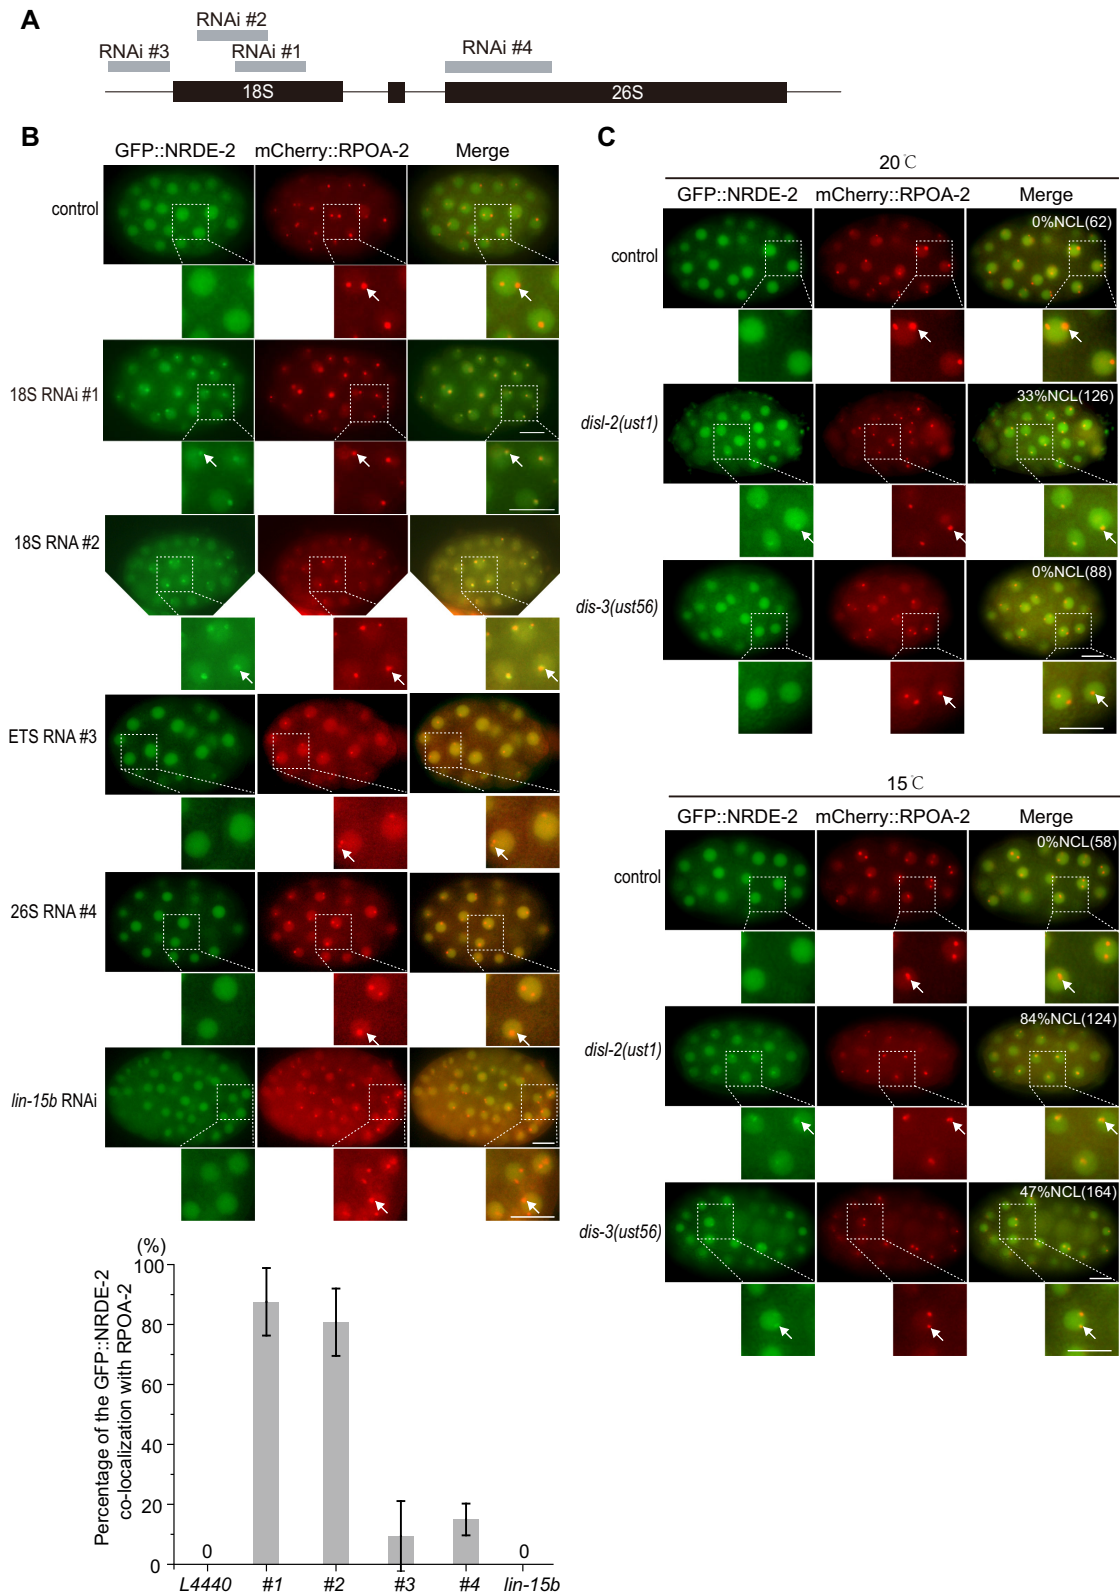 A
RNAi #2
RNAi #3
RNAi #1
RNAi #4
18S
26S
B
GFP::NRDE-2 mCherry::RPOA-2 Merge
control
18S RNAi #1
18S RNA #2
ETS RNA #3
26S RNA #4
lin-15b RNAi
(%)
100
80
60
40
20
0
Percentage of the GFP::NRDE-2
co-localization with RPOA-2
0
0
L4440 #1 #2 #3 #4 lin-15b
C
20℃
GFP::NRDE-2 mCherry::RPOA-2 Merge
control
0%NCL(62)
disl-2(ust1)
33%NCL(126)
dis-3(ust56)
0%NCL(88)
15℃
GFP::NRDE-2 mCherry::RPOA-2 Merge
control
0%NCL(58)
disl-2(ust1)
84%NCL(124)
dis-3(ust56)
47%NCL(164)